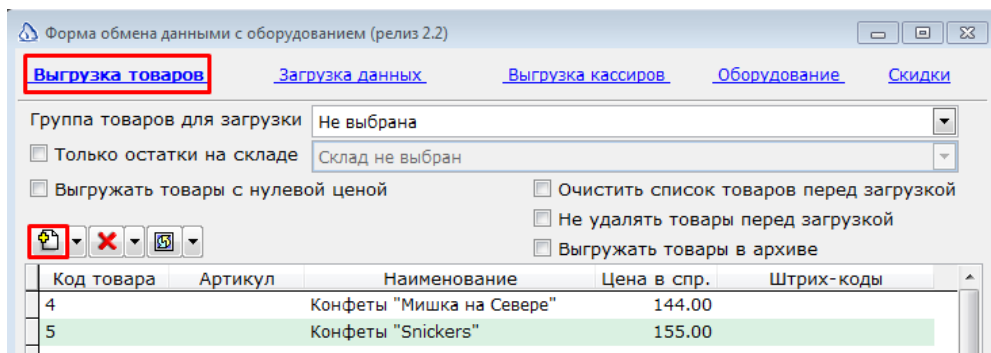 Форма обмена данными с оборудованием (релиз 2.2)
Выгрузка товаров Загрузка данных Выгрузка кассиров Оборудование Скидки
Группа товаров для загрузки Не выбрана
Только остатки на складе Склад не выбран
Выгружать товары с нулевой ценой Очистить список товаров перед загрузкой
Не удалять товары перед загрузкой
Выгружать товары в архиве
Код товара Артикул Наименование Цена в спр. Штрих-коды
4 Конфеты "Мишка на Севере" 144.00
5 Конфеты "Snickers" 155.00